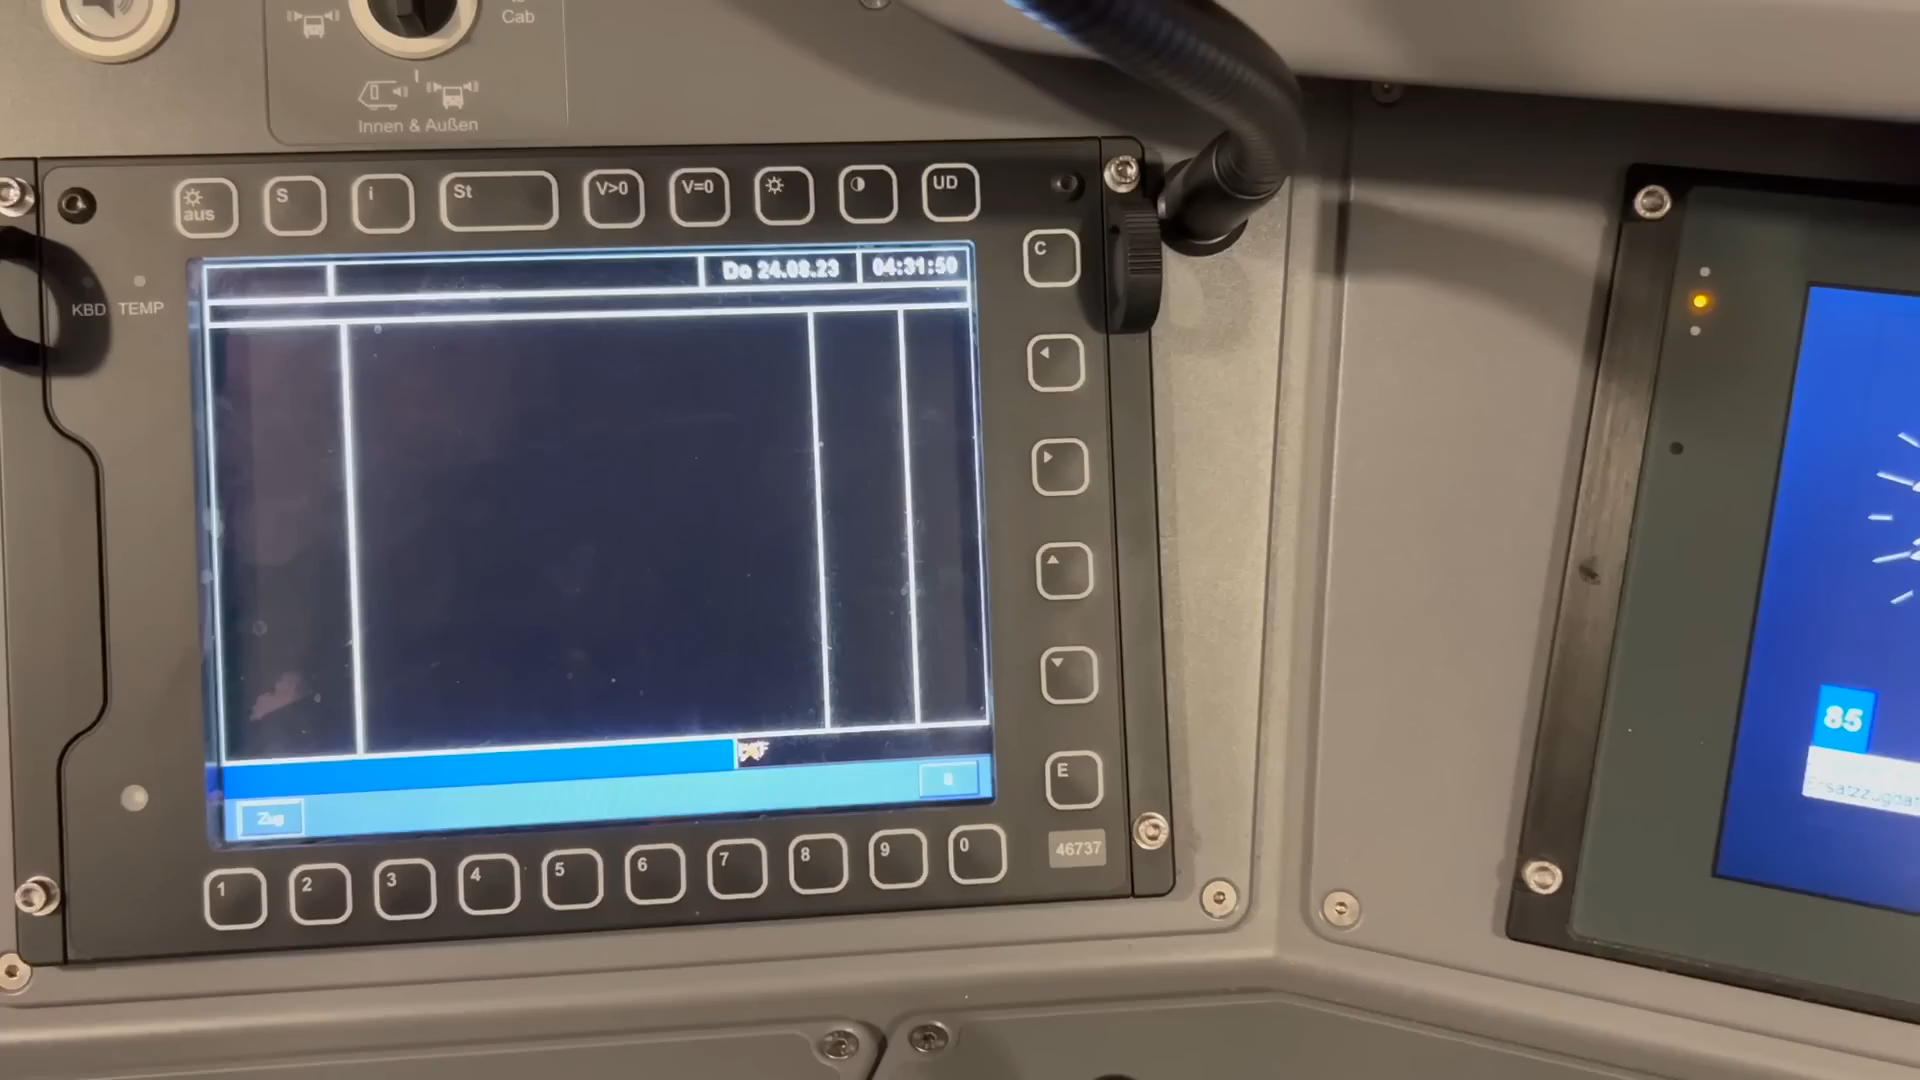 Cab
Innen & Außen
aus
S
i
St
V>0
V=0
UD
C
KBD TEMP
Do 24.08.23
04:31:50
E
Zug
46737
1
2
3
4
5
6
7
8
9
0
85